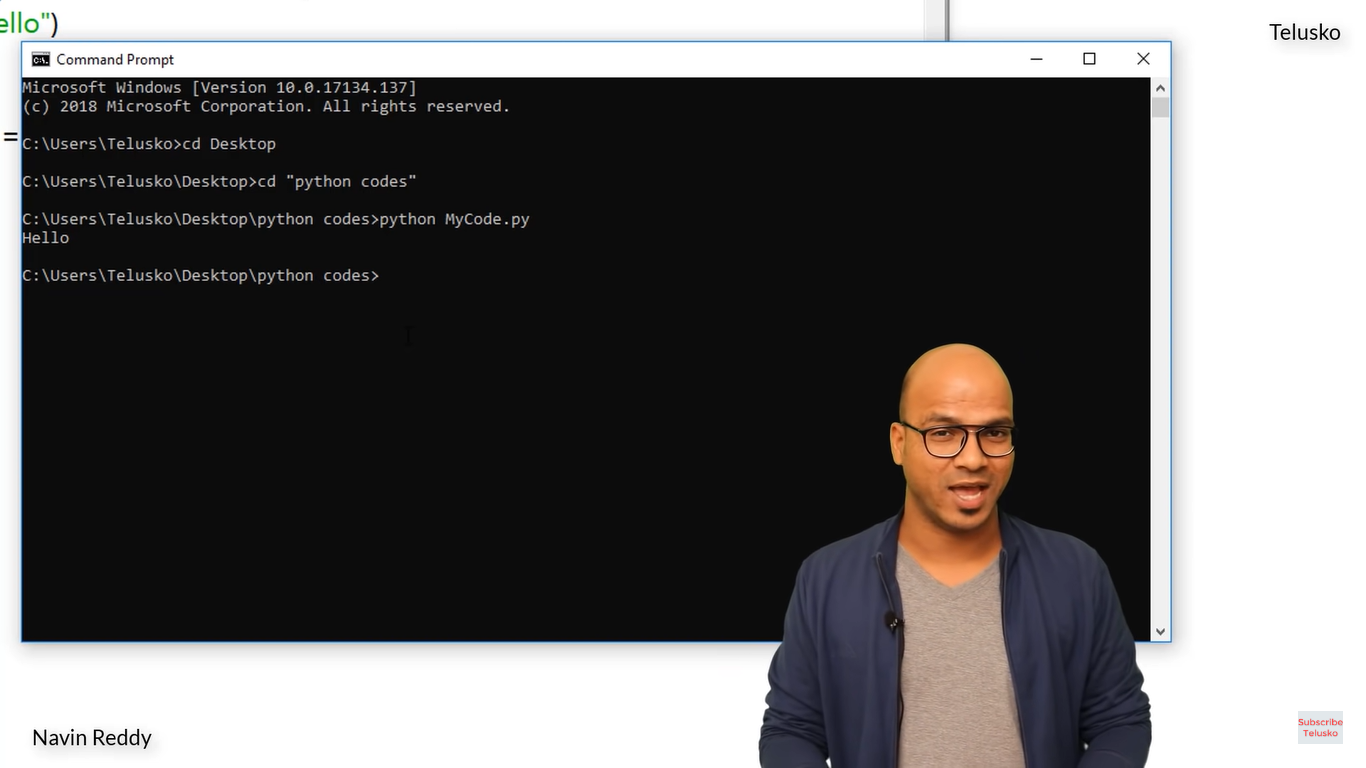 ello")
Telusko
Command Prompt
Microsoft Windows [Version 10.0.17134.137]
(c) 2018 Microsoft Corporation. All rights reserved.
=
C:\Users\Telusko>cd Desktop
C:\Users\Telusko\Desktop>cd "python codes"
C:\Users\Telusko\Desktop\python codes>python MyCode.py
Hello
C:\Users\Telusko\Desktop\python codes>
Navin Reddy
Subscribe
Telusko